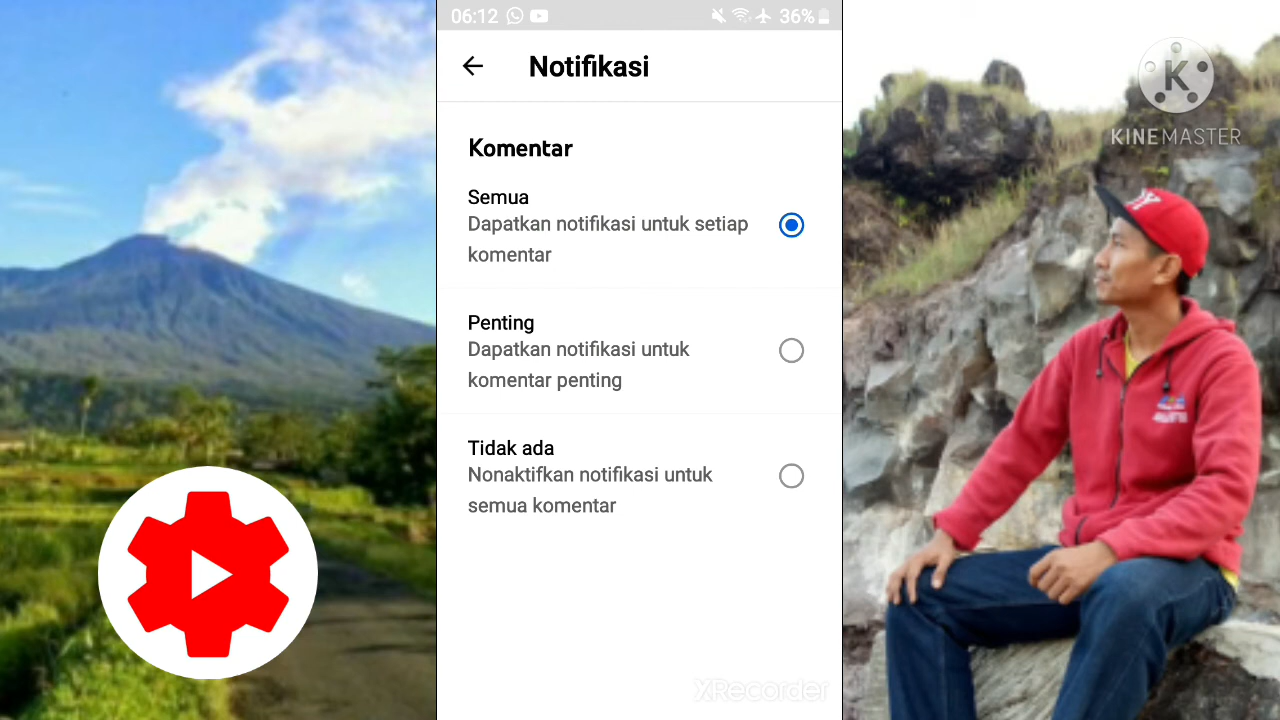 06:12
36%
Notifikasi
Komentar
Semua
Dapatkan notifikasi untuk setiap
komentar
Penting
Dapatkan notifikasi untuk
komentar penting
Tidak ada
Nonaktifkan notifikasi untuk
semua komentar
XRecorder
K
KINEMASTER